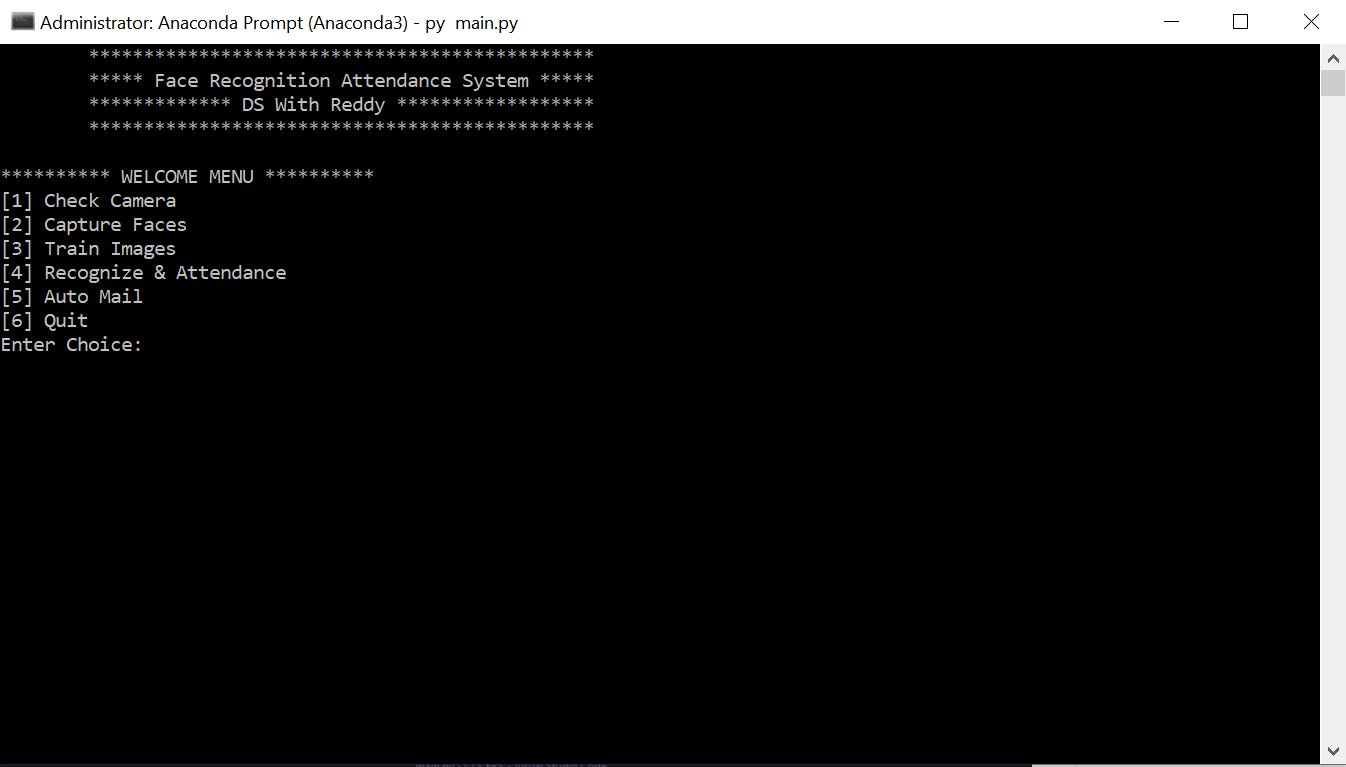 Administrator: Anaconda Prompt (Anaconda3) - py  main.py
**********************************************
***** Face Recognition Attendance System *****
************* DS With Reddy ******************
**********************************************
********** WELCOME MENU **********
[1] Check Camera
[2] Capture Faces
[3] Train Images
[4] Recognize & Attendance
[5] Auto Mail
[6] Quit
Enter Choice: